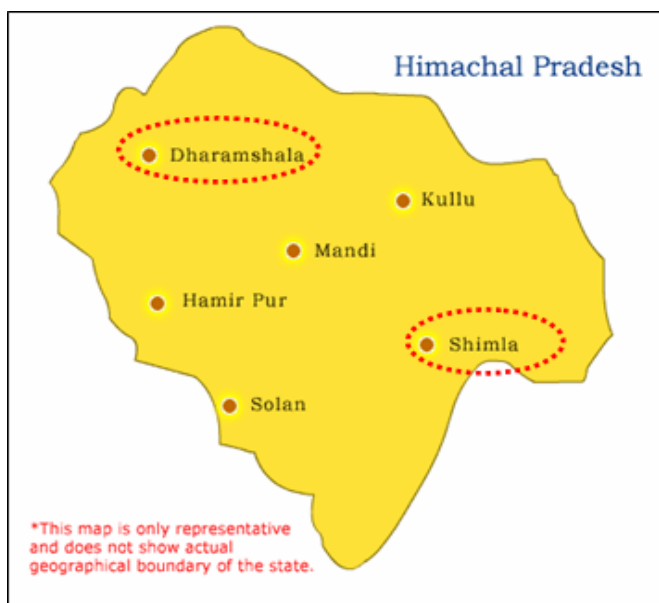 Himachal Pradesh
Dharamshala
Kullu
Mandi
Hamir Pur
Shimla
Solan
*This map is only representative
and does not show actual
geographical boundary of the state.